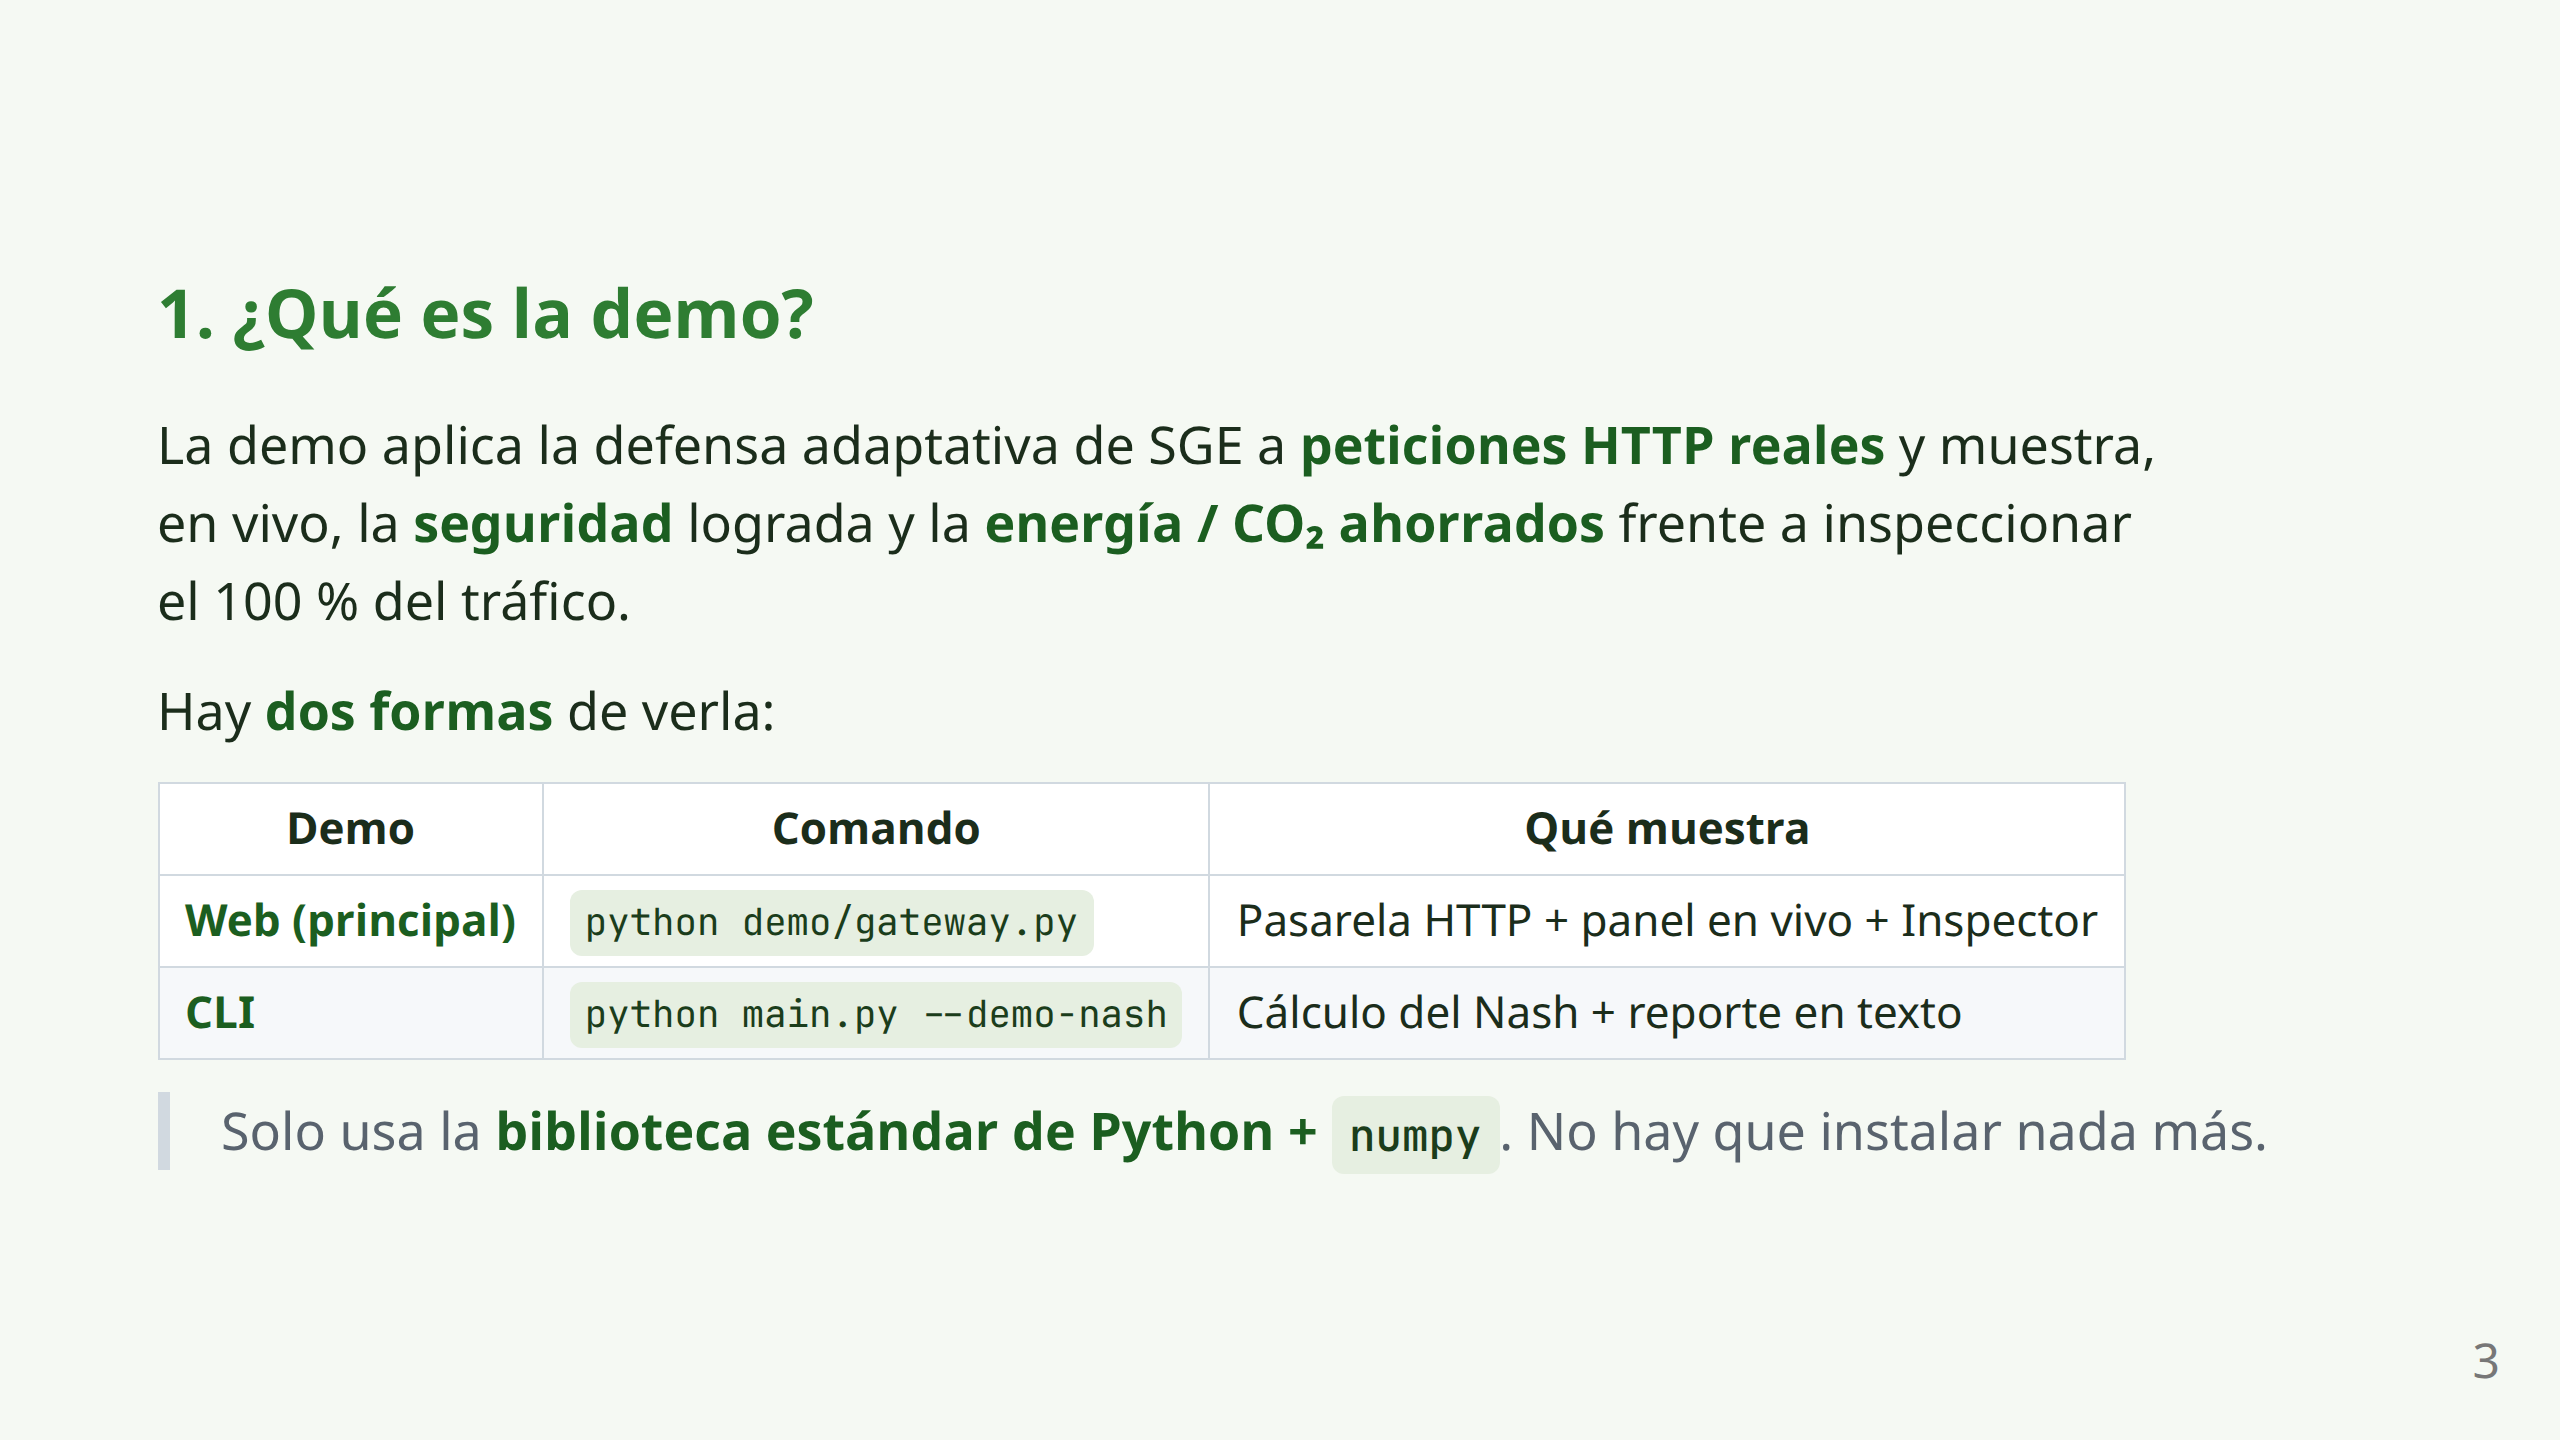 1. ¿Qué es la demo?
La demo aplica la defensa adaptativa de SGE a peticiones HTTP reales y muestra,
en vivo, la seguridad lograda y la energía / CO₂ ahorrados frente a inspeccionar
el 100 % del tráfico.
Hay dos formas de verla:
Demo Comando Qué muestra
Web (principal) python demo/gateway.py Pasarela HTTP + panel en vivo + Inspector
CLI python main.py --demo-nash Cálculo del Nash + reporte en texto
Solo usa la biblioteca estándar de Python + numpy. No hay que instalar nada más.
3